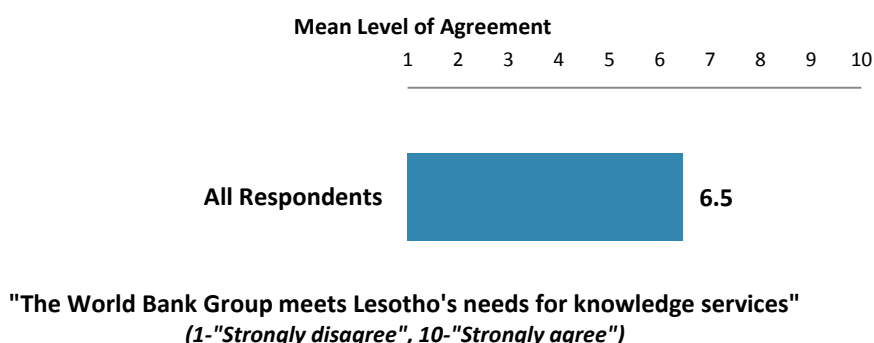 Mean Level of Agreement
1 2 3 4 5 6 7 8 9 10
All Respondents 6.5
"The World Bank Group meets Lesotho's needs for knowledge services"
(1-"Strongly disagree", 10-"Strongly agree")